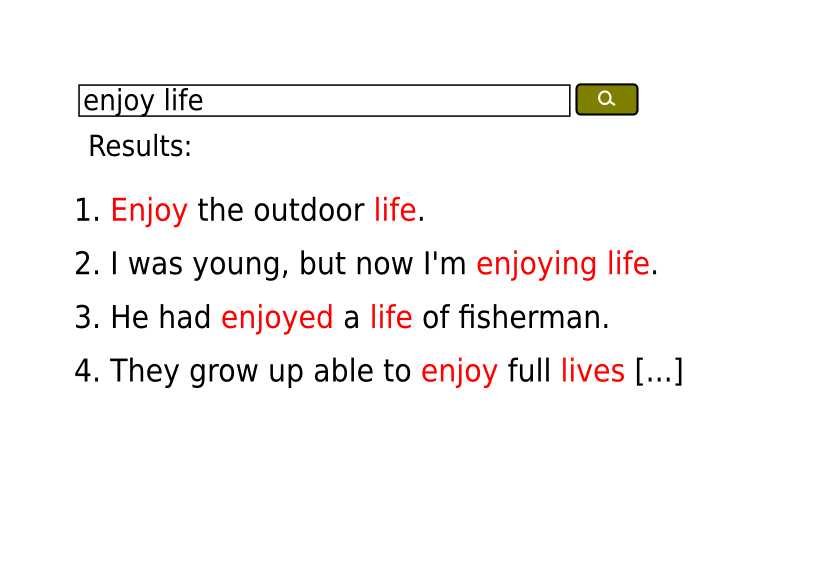 enjoy life
Results:
1. Enjoy the outdoor life.
2. I was young, but now I'm enjoying life.
3. He had enjoyed a life of fisherman.
4. They grow up able to enjoy full lives [...]